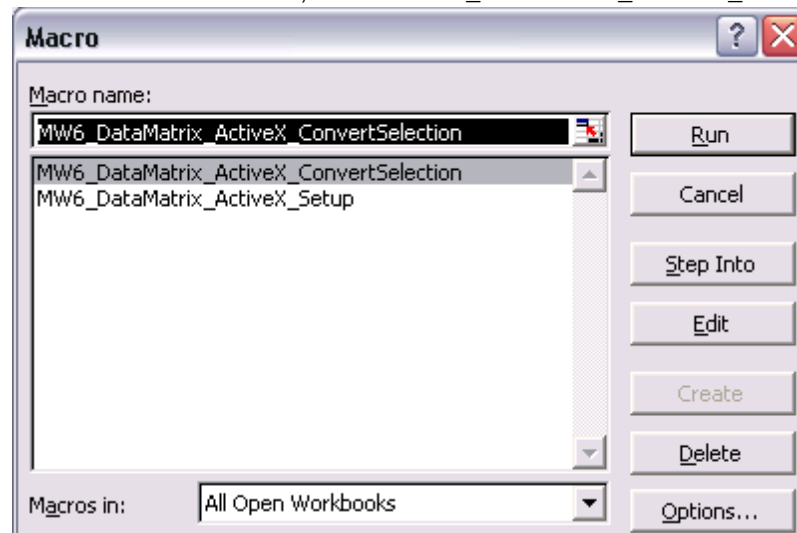 Macro
Macro name:
MW6_DataMatrix_ActiveX_ConvertSelection
Run
MW6_DataMatrix_ActiveX_ConvertSelection
MW6_DataMatrix_ActiveX_Setup
Cancel
Step Into
Edit
Create
Delete
Macros in:
All Open Workbooks
Options...